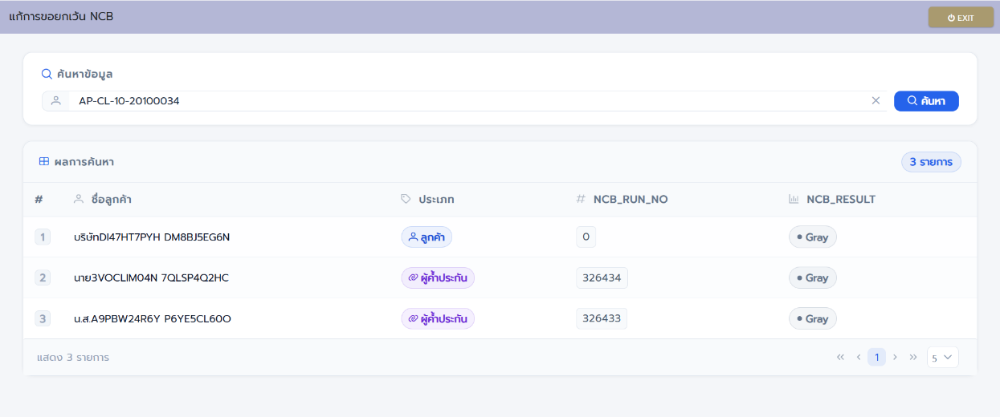 แก้การขอยกเว้น NCB
EXIT
ค้นหาข้อมูล
AP-CL-10-20100034
ค้นหา
ผลการค้นหา
3 รายการ
# ชื่อลูกค้า ประเภท # NCB_RUN_NO NCB_RESULT
1 บริษัทDI47HT7PYH DM8BJ5EG6N ลูกค้า 0 Gray
2 นาย3VOCLIM04N 7QLSP4Q2HC ผู้ค้ำประกัน 326434 Gray
3 น.ส.A9PBW24R6Y P6YE5CL60O ผู้ค้ำประกัน 326433 Gray
แสดง 3 รายการ
« ‹ 1 › » 5